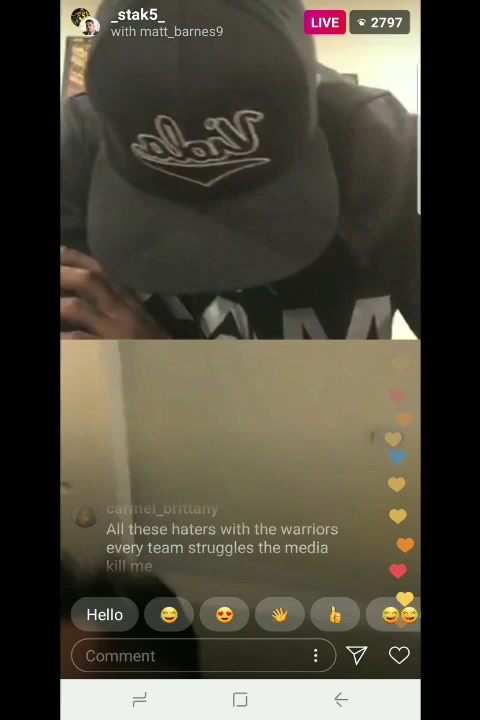 _stak5_
with matt_barnes9
LIVE
2797
Viola
carmel_brittany
All these haters with the warriors
every team struggles the media
kill me
Hello
Comment